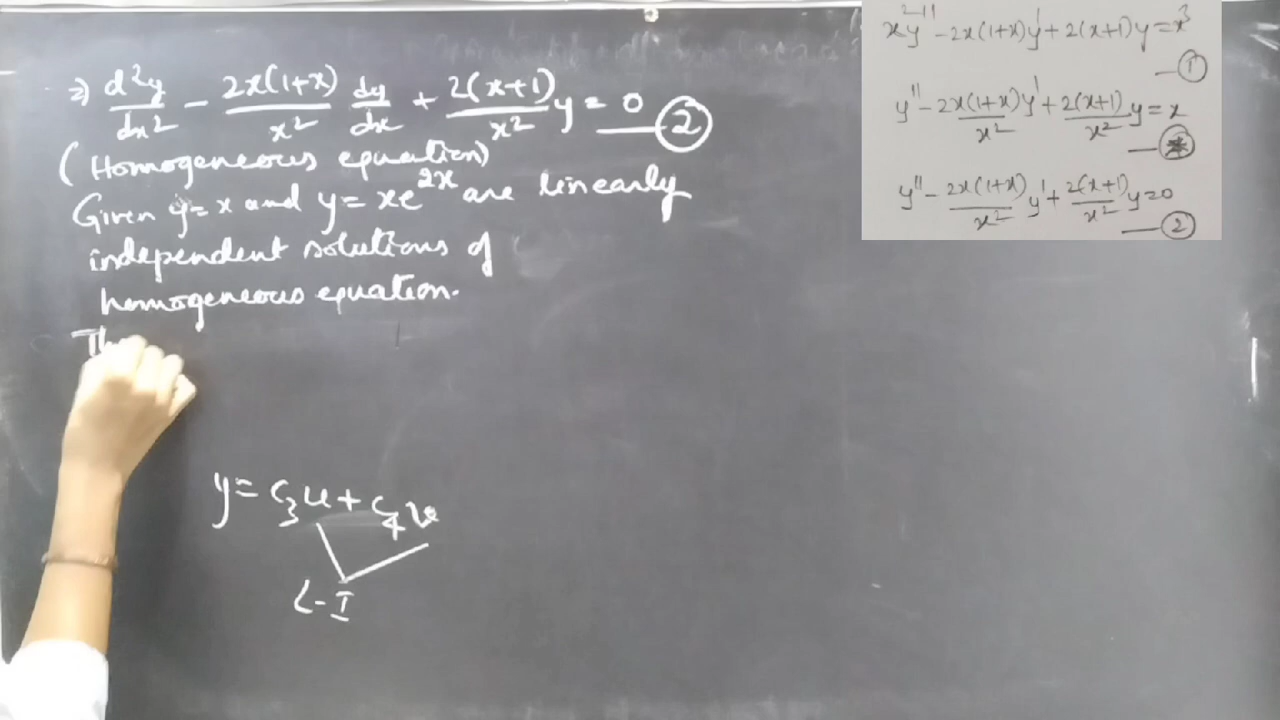 ⇒ d²y/dx² - 2x(1+x)/x² dy/dx + 2(x+1)/x² y = 0 — ②
(Homogeneous equation)
Given y = x and y = xe^2x are linearly
independent solutions of
homogeneous equation.
Th
y = c₃u + c₄v
L-I
x²y'' - 2x(1+x)y' + 2(x+1)y = x³
— ①
y'' - 2x(1+x)/x² y' + 2(x+1)/x² y = x
— *
y'' - 2x(1+x)/x² y' + 2(x+1)/x² y = 0
— ②